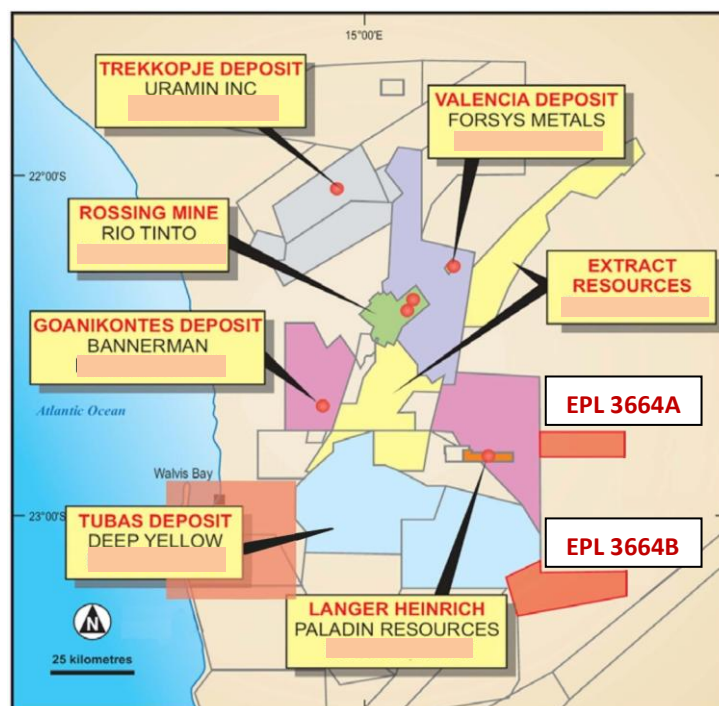 15°00'E
TREKKOPJE DEPOSIT
URAMIN INC
VALENCIA DEPOSIT
FORSYS METALS
22°00'S
ROSSING MINE
RIO TINTO
EXTRACT
RESOURCES
GOANIKONTES DEPOSIT
BANNERMAN
EPL 3664A
Atlantic Ocean
Walvis Bay
23°00'S
TUBAS DEPOSIT
DEEP YELLOW
EPL 3664B
LANGER HEINRICH
PALADIN RESOURCES
N
25 kilometres